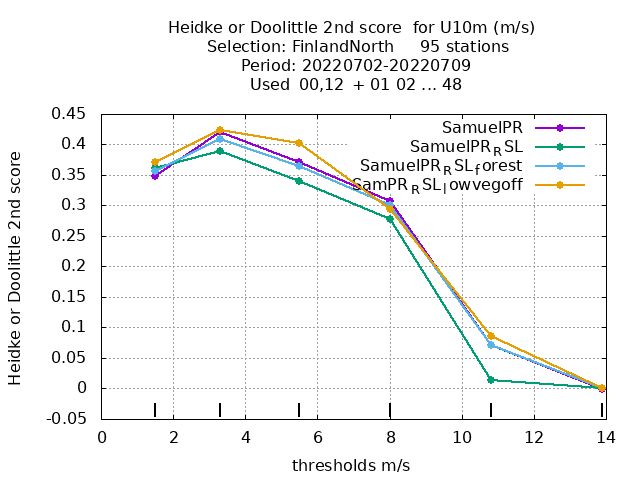 Heidke or Doolittle 2nd score  for U10m (m/s)
Selection: FinlandNorth     95 stations
Period: 20220702-20220709
Used  00,12  + 01 02 ... 48
SamuelPR
SamuelPR_RSL
SamuelPR_RSL_forest
SamPR_RSL_lowvegoff
Heidke or Doolittle 2nd score
0.45
0.4
0.35
0.3
0.25
0.2
0.15
0.1
0.05
0
-0.05
0 2 4 6 8 10 12 14
thresholds m/s